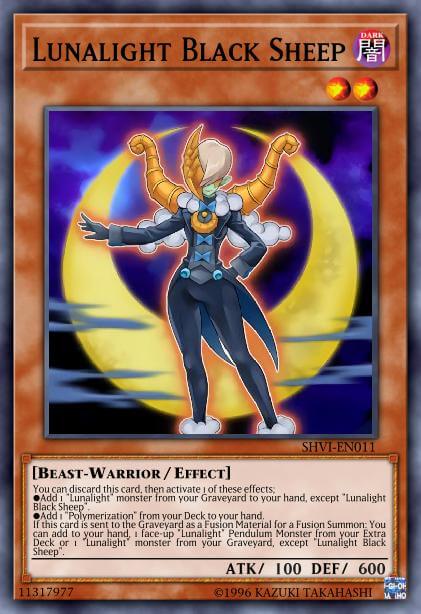 LUNALIGHT BLACK SHEEP
DARK
闇
SHVI-EN011
[BEAST-WARRIOR / EFFECT]
You can discard this card, then activate 1 of these effects;
●Add 1 "Lunalight" monster from your Graveyard to your hand, except "Lunalight
Black Sheep".
●Add 1 "Polymerization" from your Deck to your hand.
If this card is sent to the Graveyard as a Fusion Material for a Fusion Summon: You
can add to your hand, 1 face-up "Lunalight" Pendulum Monster from your Extra
Deck or 1 "Lunalight" monster from your Graveyard, except "Lunalight Black
Sheep".
ATK/ 100 DEF/ 600
11317977
©1996 KAZUKI TAKAHASHI